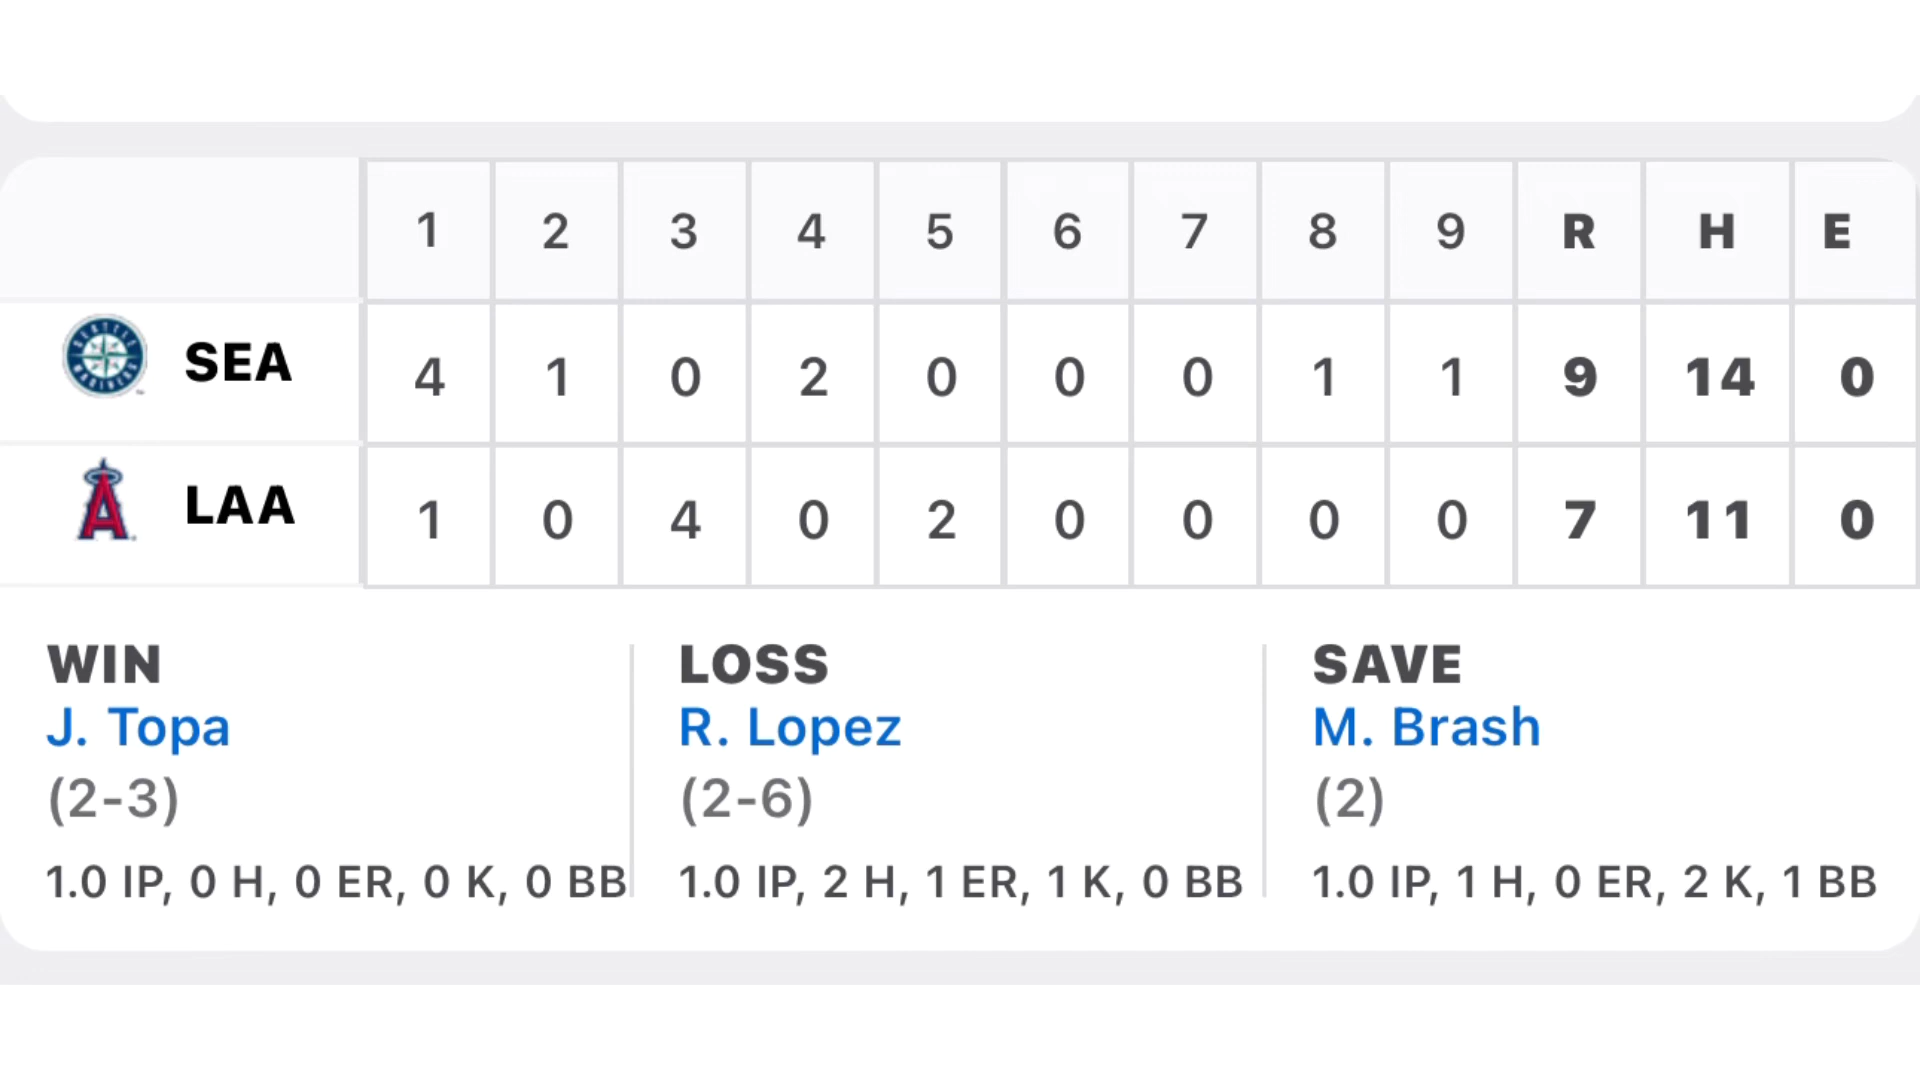 1 2 3 4 5 6 7 8 9 R H E
SEA 4 1 0 2 0 0 0 1 1 9 14 0
LAA 1 0 4 0 2 0 0 0 0 7 11 0
WIN
J. Topa
(2-3)
1.0 IP, 0 H, 0 ER, 0 K, 0 BB
LOSS
R. Lopez
(2-6)
1.0 IP, 2 H, 1 ER, 1 K, 0 BB
SAVE
M. Brash
(2)
1.0 IP, 1 H, 0 ER, 2 K, 1 BB